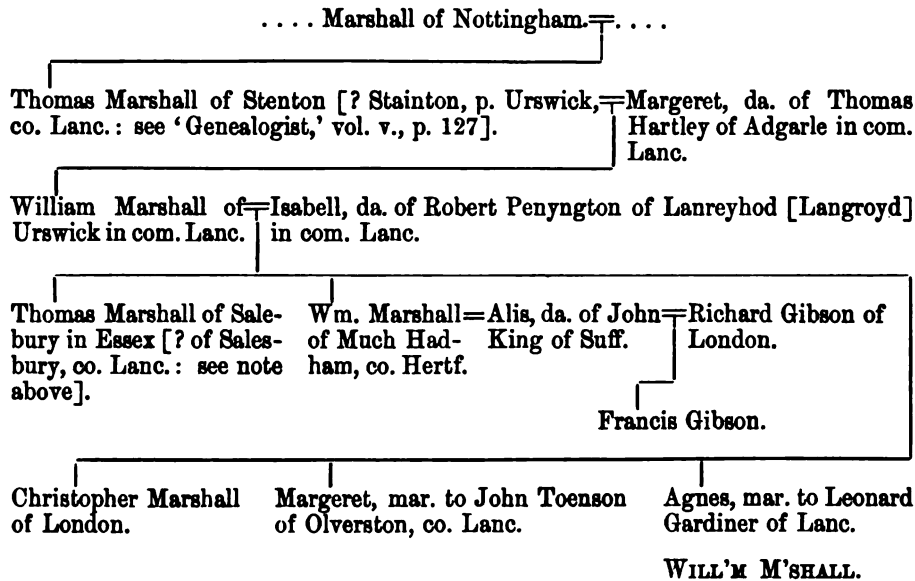 .... Marshall of Nottingham.=....
Thomas Marshall of Stenton [? Stainton, p. Urswick,=Margeret, da. of Thomas
co. Lanc.: see 'Genealogist,' vol. v., p. 127]. Hartley of Adgarle in com.
Lanc.
William Marshall of=Isabell, da. of Robert Penyngton of Lanreyhod [Langroyd]
Urswick in com. Lanc. in com. Lanc.
Thomas Marshall of Sale-
bury in Essex [? of Sales-
bury, co. Lanc.: see note
above].
Wm. Marshall=Alis, da. of John=Richard Gibson of
of Much Had- King of Suff. London.
ham, co. Hertf.
Francis Gibson.
Christopher Marshall
of London.
Margeret, mar. to John Toenson
of Olverston, co. Lanc.
Agnes, mar. to Leonard
Gardiner of Lanc.
WILL'M M'SHALL.